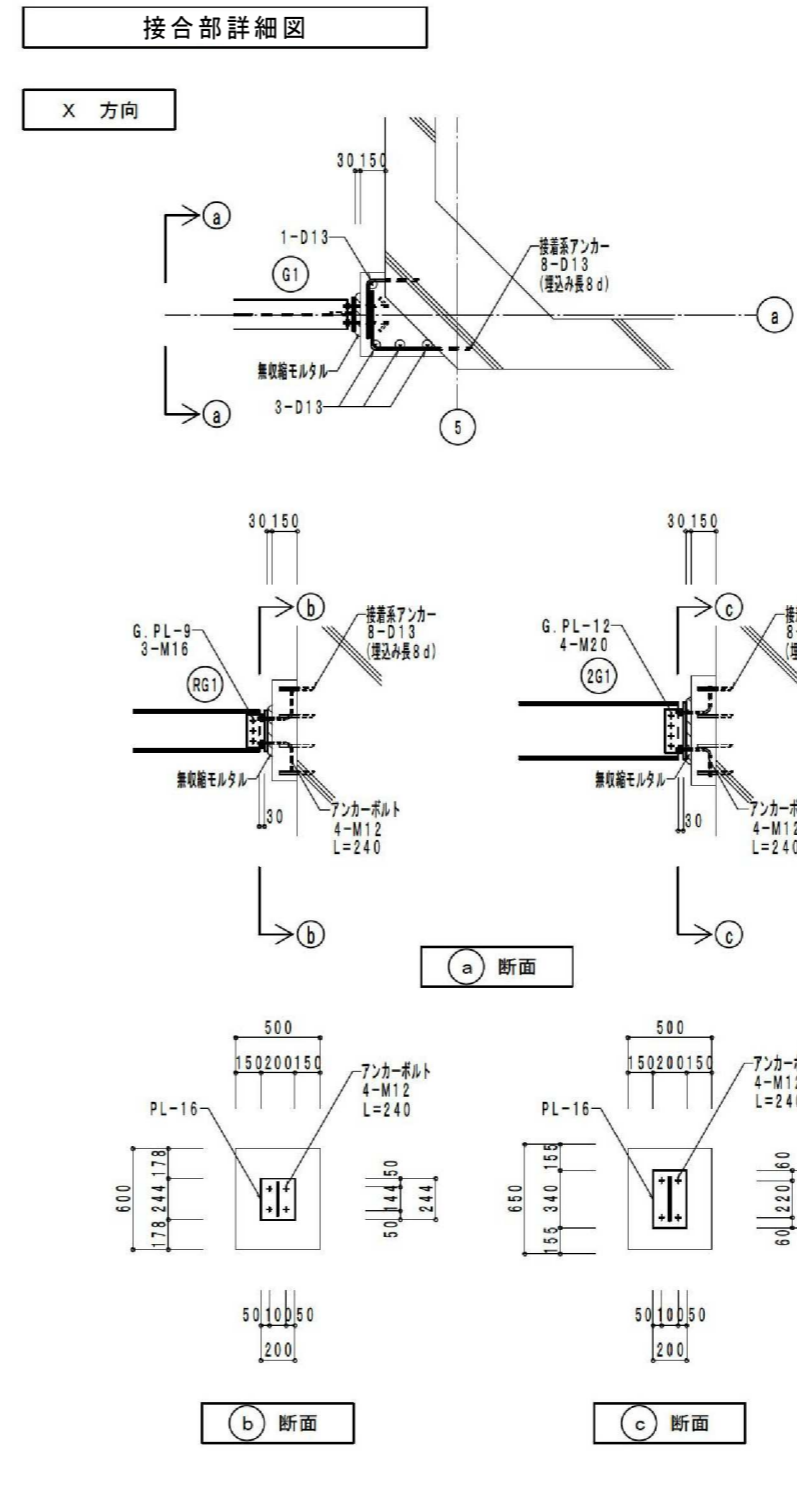 接合部詳細図
X 方向
30 150
a
1-D13
G1
接着系アンカー
8-D13
(埋込み長8d)
a
無収縮モルタル
3-D13
a
5
30 150
30 150
b
c
G.PL-9
3-M16
接着系アンカー
8-D13
(埋込み長8d)
RG1
G.PL-12
4-M20
2G1
無収縮モルタル
30
アンカーボルト
4-M12
L=240
無収縮モルタル
30
4-M12
L=240
b
c
a 断面
500
150 200 150
アンカーボルト
4-M12
L=240
PL-16
600
178 244 178
50 144 50
244
50 100 50
200
500
150 200 150
4-M12
L=240
PL-16
650
155 340 155
60 220 60
50 100 50
200
b 断面
c 断面